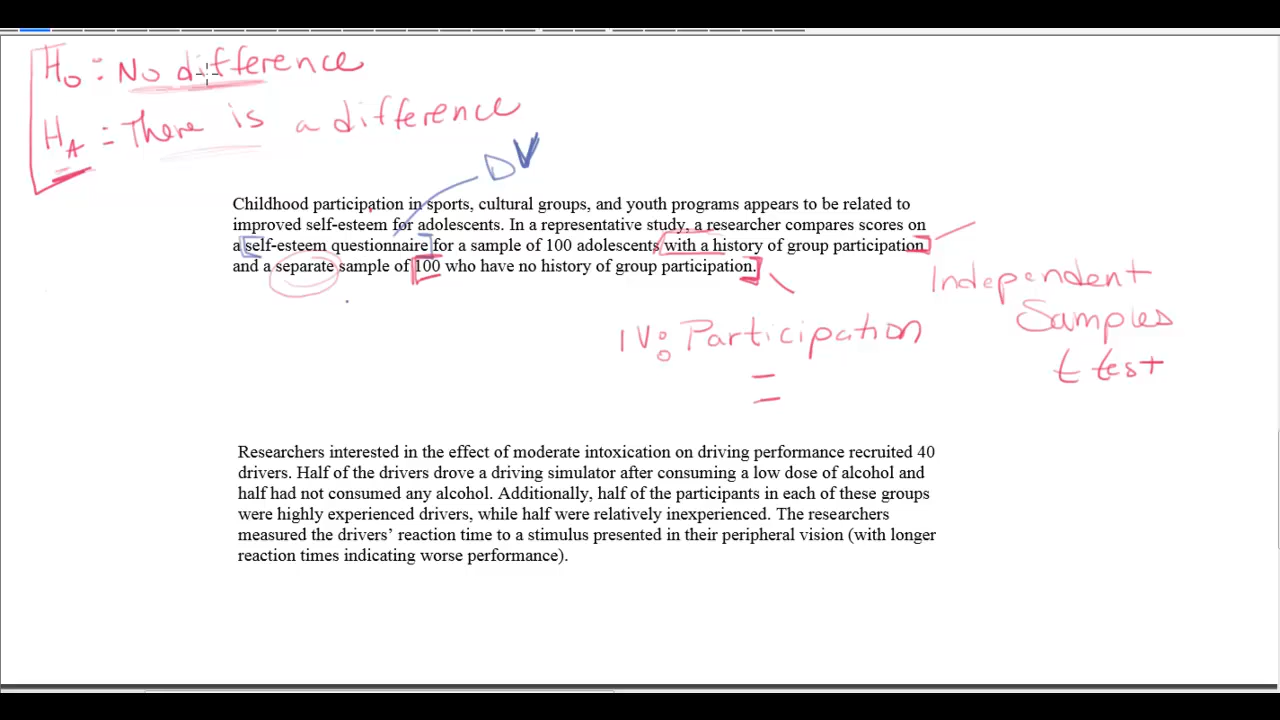 H0: No difference
HA: There is a difference
DV
Childhood participation in sports, cultural groups, and youth programs appears to be related to
improved self-esteem for adolescents. In a representative study, a researcher compares scores on
a self-esteem questionnaire for a sample of 100 adolescents with a history of group participation
and a separate sample of 100 who have no history of group participation.
Independent
Samples
t test
IV: Participation
Researchers interested in the effect of moderate intoxication on driving performance recruited 40
drivers. Half of the drivers drove a driving simulator after consuming a low dose of alcohol and
half had not consumed any alcohol. Additionally, half of the participants in each of these groups
were highly experienced drivers, while half were relatively inexperienced. The researchers
measured the drivers’ reaction time to a stimulus presented in their peripheral vision (with longer
reaction times indicating worse performance).